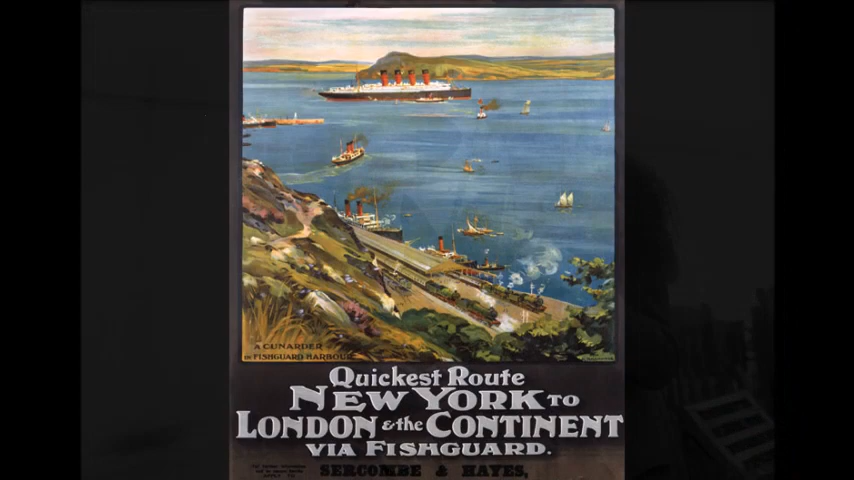 A CUNARDER
IN FISHGUARD HARBOUR
Quickest Route
NEW YORK TO
LONDON & the CONTINENT
VIA FISHGUARD.
SERCOMBE & HAYES,